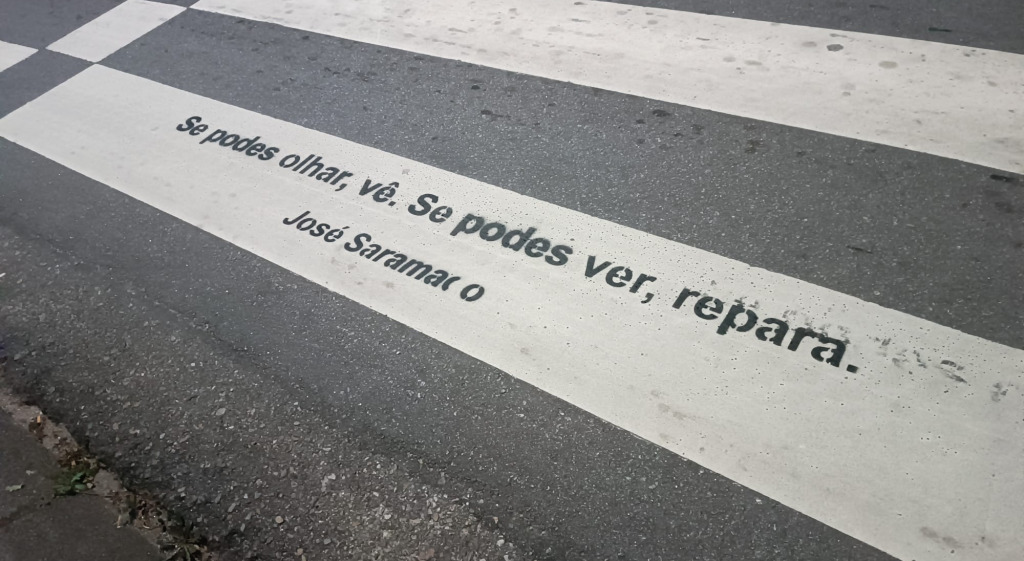 Se podes olhar, vê. Se podes ver, repara.
José Saramar o